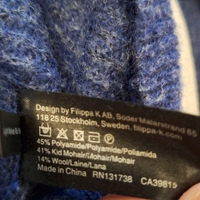 Design by Filippa K AB, Söder Mälarstrand 65
118 25 Stockholm, Sweden, filippa-k.com
45% Polyamide/Polyamid/Poliamida
41% Kid Mohair/Mohair/Mohair
14% Wool/Laine/Lana
Made in China RN131738 CA39815